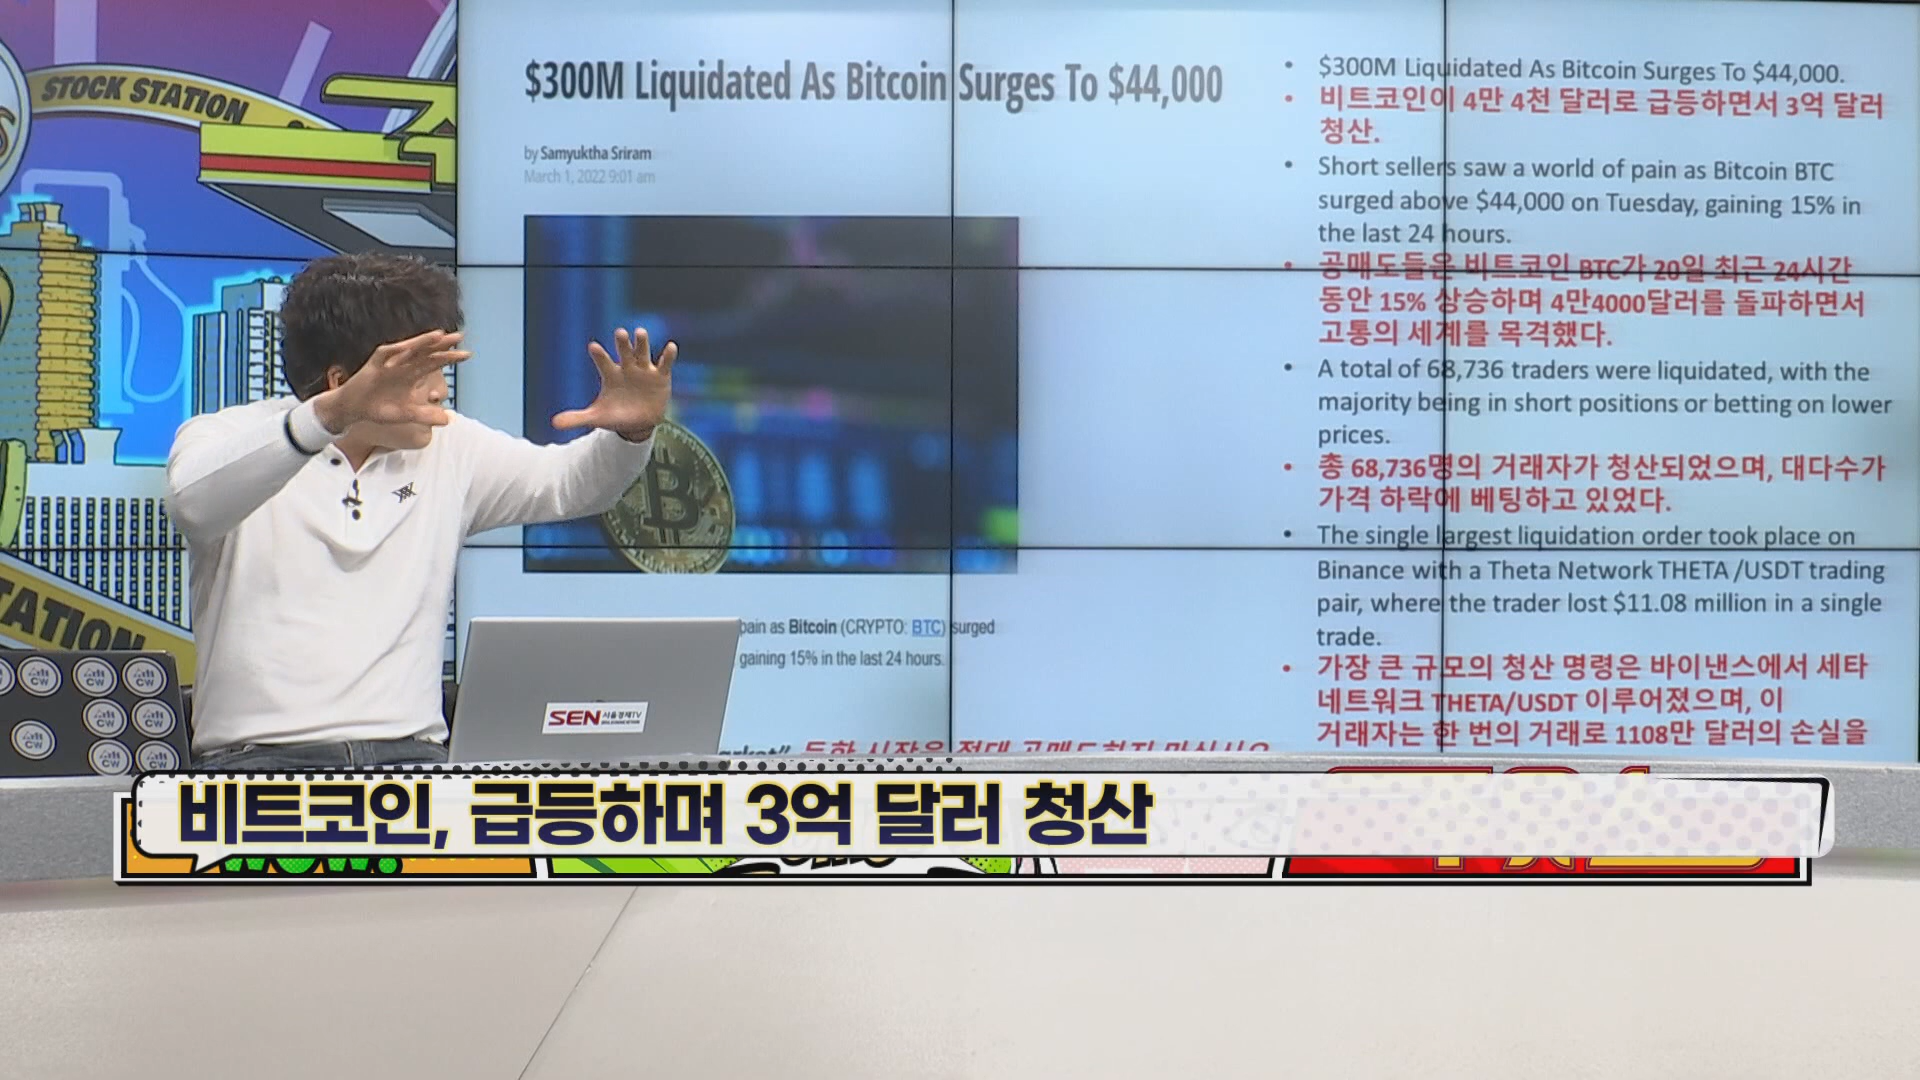 STOCK STATION
$300M Liquidated As Bitcoin Surges To $44,000
by Samyuktha Sriram
March 1, 2022 9:01 am
pain as Bitcoin (CRYPTO: BTC) surged
gaining 15% in the last 24 hours.
• $300M Liquidated As Bitcoin Surges To $44,000.
• 비트코인이 4만 4천 달러로 급등하면서 3억 달러
청산.
• Short sellers saw a world of pain as Bitcoin BTC
surged above $44,000 on Tuesday, gaining 15% in
the last 24 hours.
• 공매도들은 비트코인 BTC가 20일 최근 24시간
동안 15% 상승하며 4만4000달러를 돌파하면서
고통의 세계를 목격했다.
• A total of 68,736 traders were liquidated, with the
majority being in short positions or betting on lower
prices.
• 총 68,736명의 거래자가 청산되었으며, 대다수가
가격 하락에 베팅하고 있었다.
• The single largest liquidation order took place on
Binance with a Theta Network THETA /USDT trading
pair, where the trader lost $11.08 million in a single
trade.
• 가장 큰 규모의 청산 명령은 바이낸스에서 세타
네트워크 THETA/USDT 이루어졌으며, 이
거래자는 한 번의 거래로 1108만 달러의 손실을
TATION
CW
CW
CW
CW
CW
CW
CW
SEN 서울경제TV
비트코인, 급등하며 3억 달러 청산